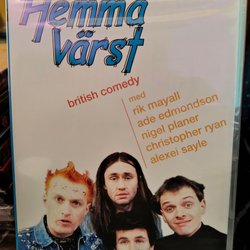 Hemma
värst
british comedy
med
rik mayall
ade edmondson
nigel planer
christopher ryan
alexei sayle